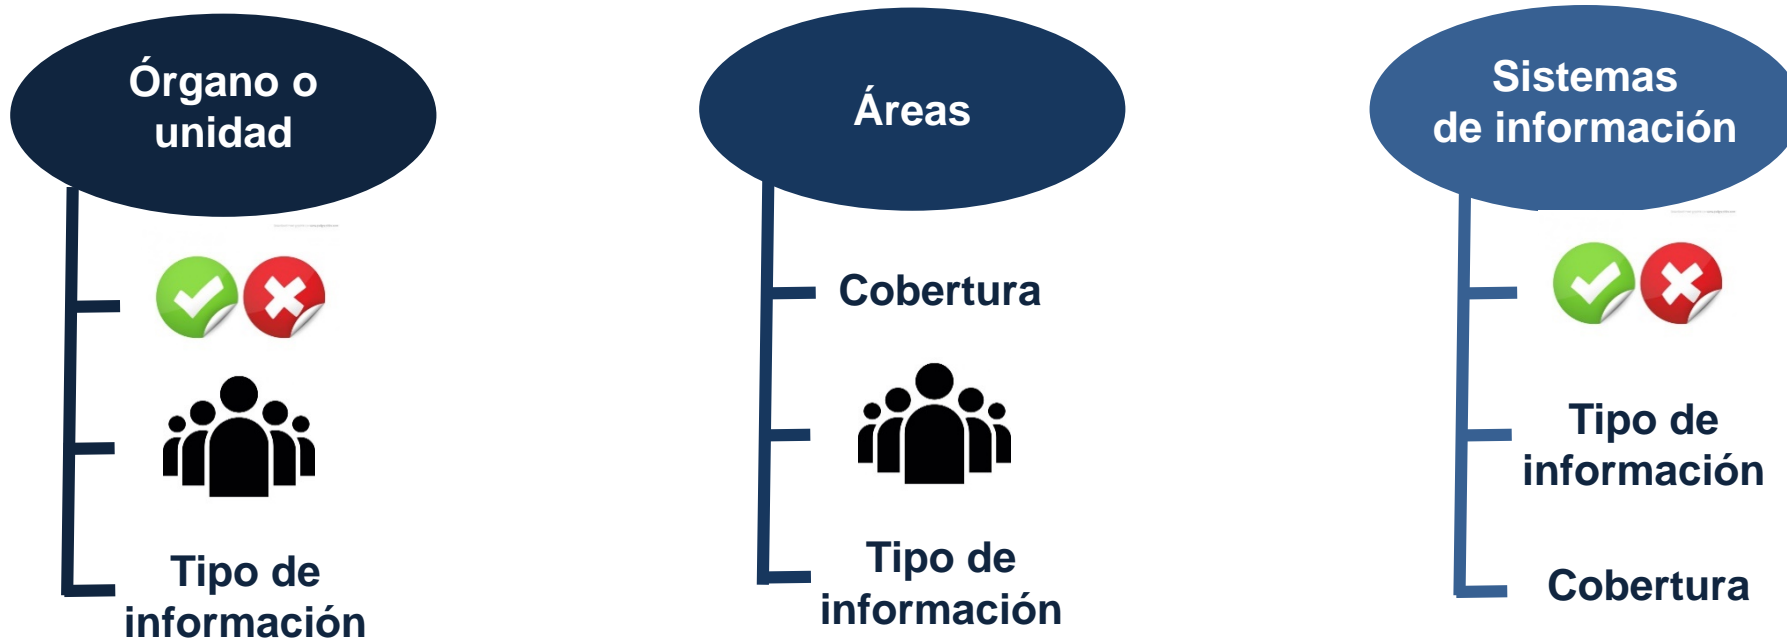 Órgano o
unidad
Tipo de
información
Áreas
Cobertura
Tipo de
información
Sistemas
de información
Tipo de
información
Cobertura